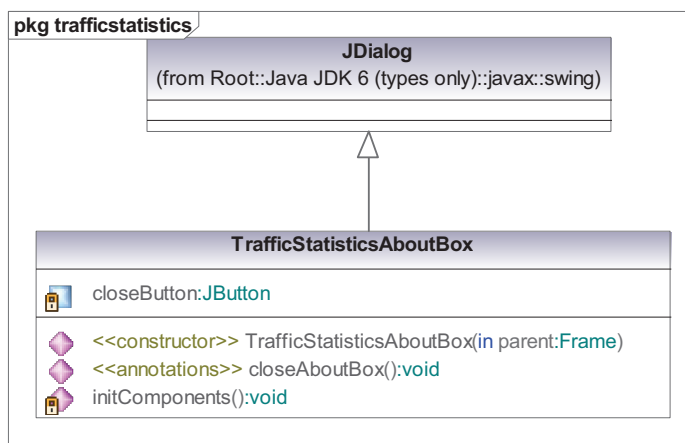 pkg trafficstatistics
JDialog
(from Root::Java JDK 6 (types only)::javax::swing)
TrafficStatisticsAboutBox
closeButton:JButton
<<constructor>> TrafficStatisticsAboutBox(in parent:Frame)
<<annotations>> closeAboutBox():void
initComponents():void